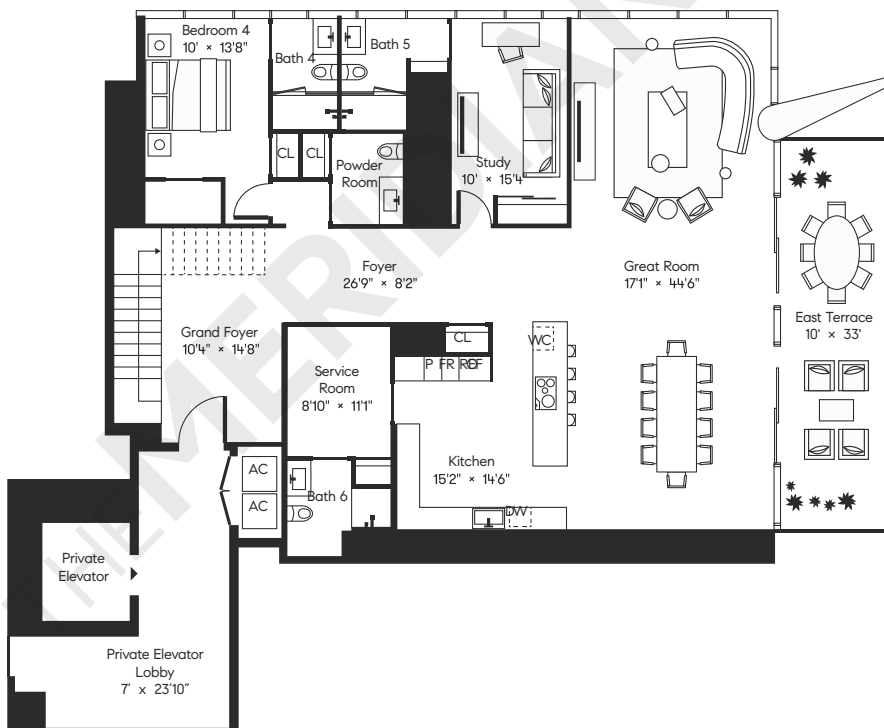 Bedroom 4
10' × 13'8"
Bath 4
Bath 5
CL
CL
Powder
Room
Study
10' × 15'4
Foyer
26'9" × 8'2"
Great Room
17'1" × 44'6"
East Terrace
10' × 33'
Grand Foyer
10'4" × 14'8"
Service
Room
8'10" × 11'1"
CL
P
FR
WC
Kitchen
15'2" × 14'6"
DW
AC
AC
Bath 6
Private
Elevator
Private Elevator
Lobby
7' x 23'10"
THE MERIDIAN